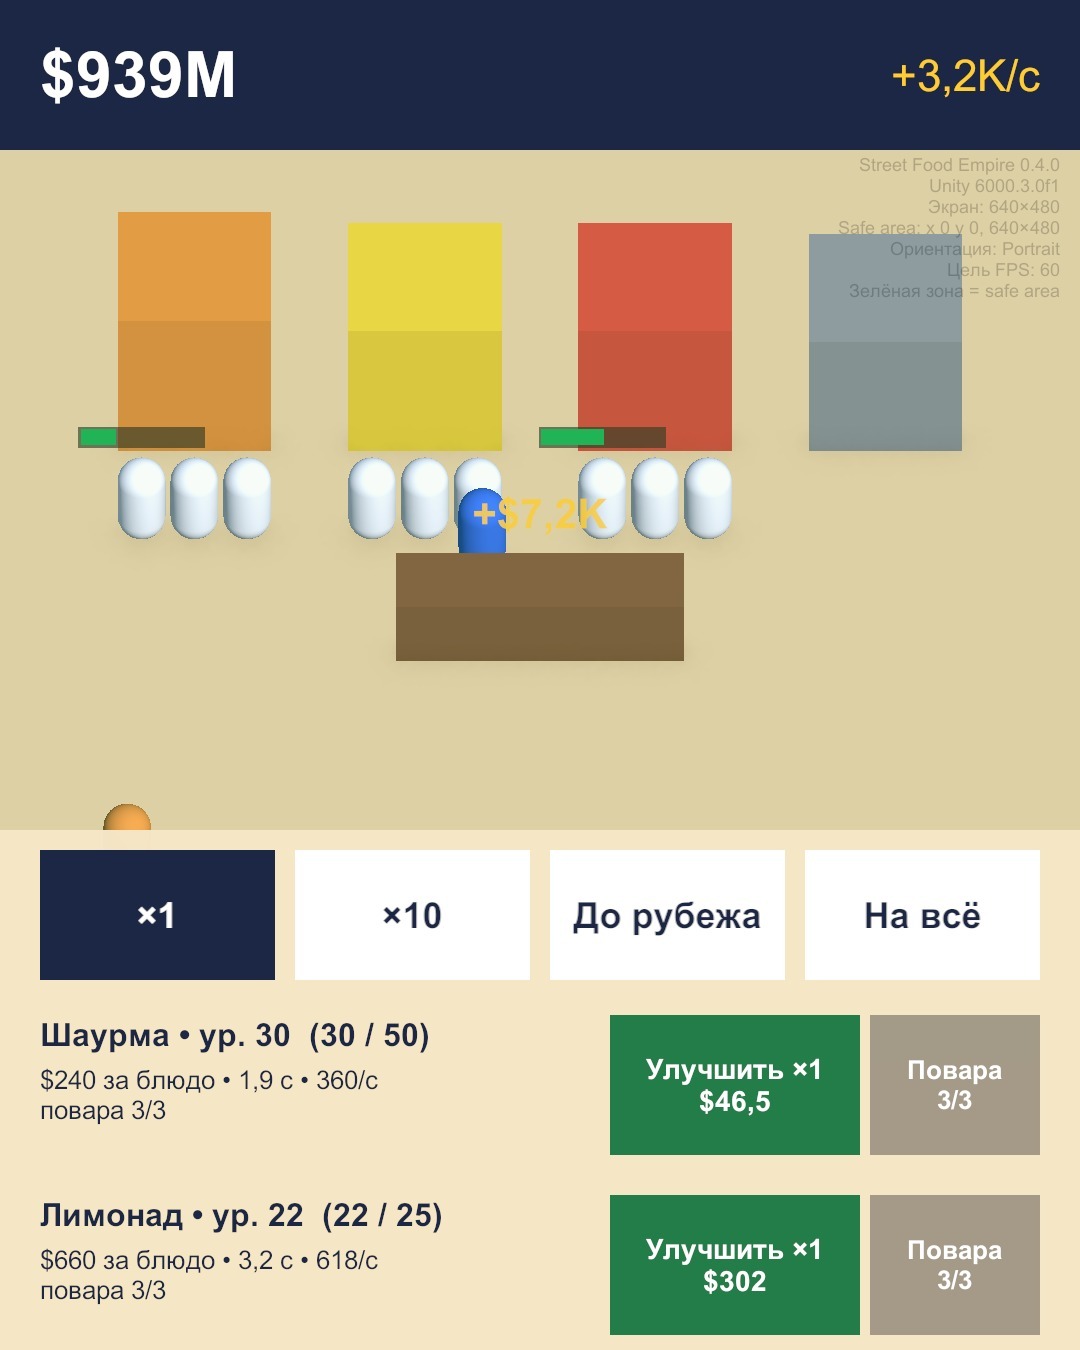 $939M
+3,2K/с
Street Food Empire 0.4.0
Unity 6000.3.0f1
Экран: 640×480
Safe area: x 0 y 0, 640×480
Ориентация: Portrait
Цель FPS: 60
Зелёная зона = safe area
+$7,2K
×1
×10
До рубежа
На всё
Шаурма • ур. 30  (30 / 50)
$240 за блюдо • 1,9 с • 360/с
повара 3/3
Улучшить ×1
$46,5
Повара
3/3
Лимонад • ур. 22  (22 / 25)
$660 за блюдо • 3,2 с • 618/с
повара 3/3
Улучшить ×1
$302
Повара
3/3